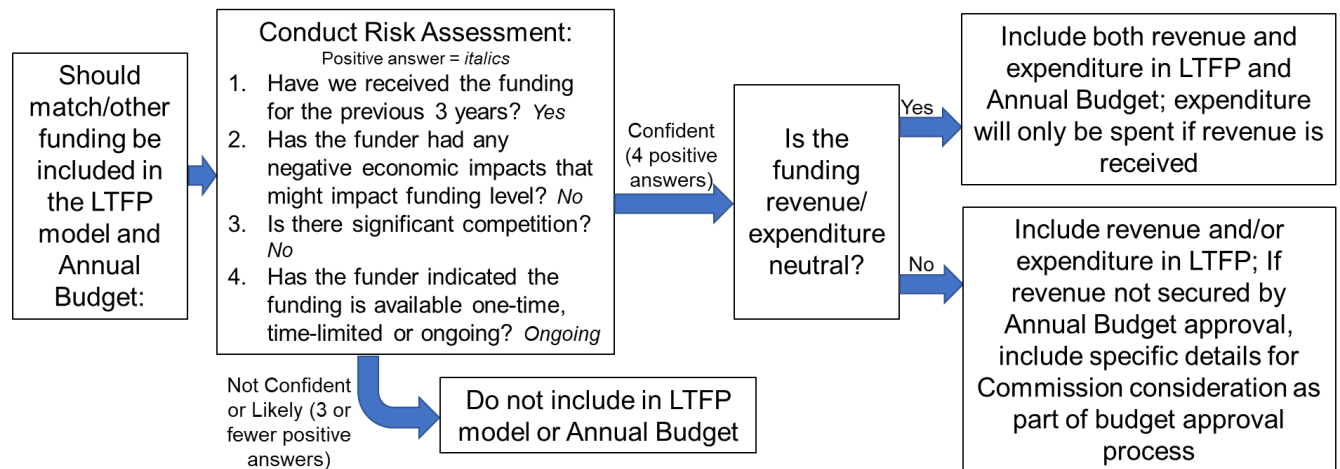 Should
match/other
funding be
included in
the LTFP
model and
Annual
Budget:
Conduct Risk Assessment:
Positive answer = italics
1. Have we received the funding
for the previous 3 years? Yes
2. Has the funder had any
negative economic impacts that
might impact funding level? No
3. Is there significant competition?
No
4. Has the funder indicated the
funding is available one-time,
time-limited or ongoing? Ongoing
Not Confident
or Likely (3 or
fewer positive
answers)
Do not include in LTFP
model or Annual Budget
Confident
(4 positive
answers)
Is the
funding
revenue/
expenditure
neutral?
Yes
Include both revenue and
expenditure in LTFP and
Annual Budget; expenditure
will only be spent if revenue is
received
No
Include revenue and/or
expenditure in LTFP; If
revenue not secured by
Annual Budget approval,
include specific details for
Commission consideration as
part of budget approval
process